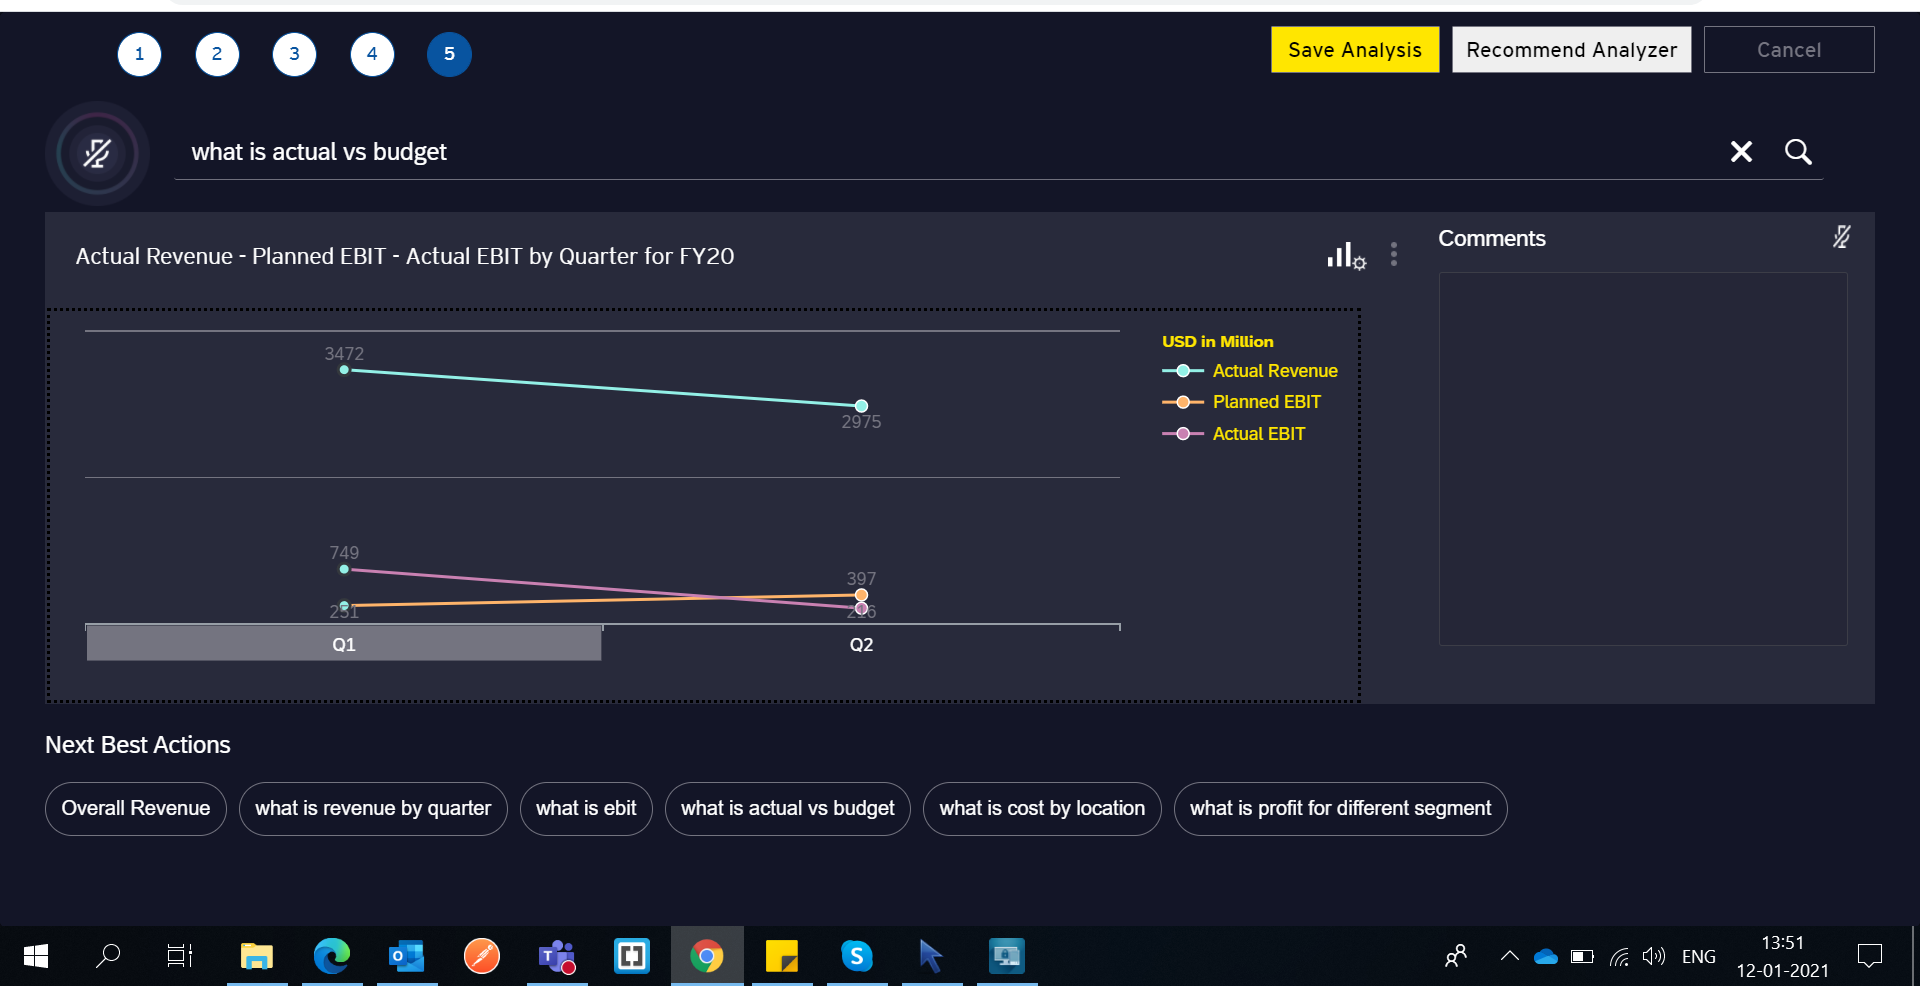 1 2 3 4 5 Save Analysis Recommend Analyzer Cancel
what is actual vs budget
Actual Revenue - Planned EBIT - Actual EBIT by Quarter for FY20
Comments
USD in Million
3472
Actual Revenue
Planned EBIT
2975
Actual EBIT
749
397
251
216
Q1 Q2
Next Best Actions
Overall Revenue what is revenue by quarter what is ebit what is actual vs budget what is cost by location what is profit for different segment
ENG
13:51
12-01-2021